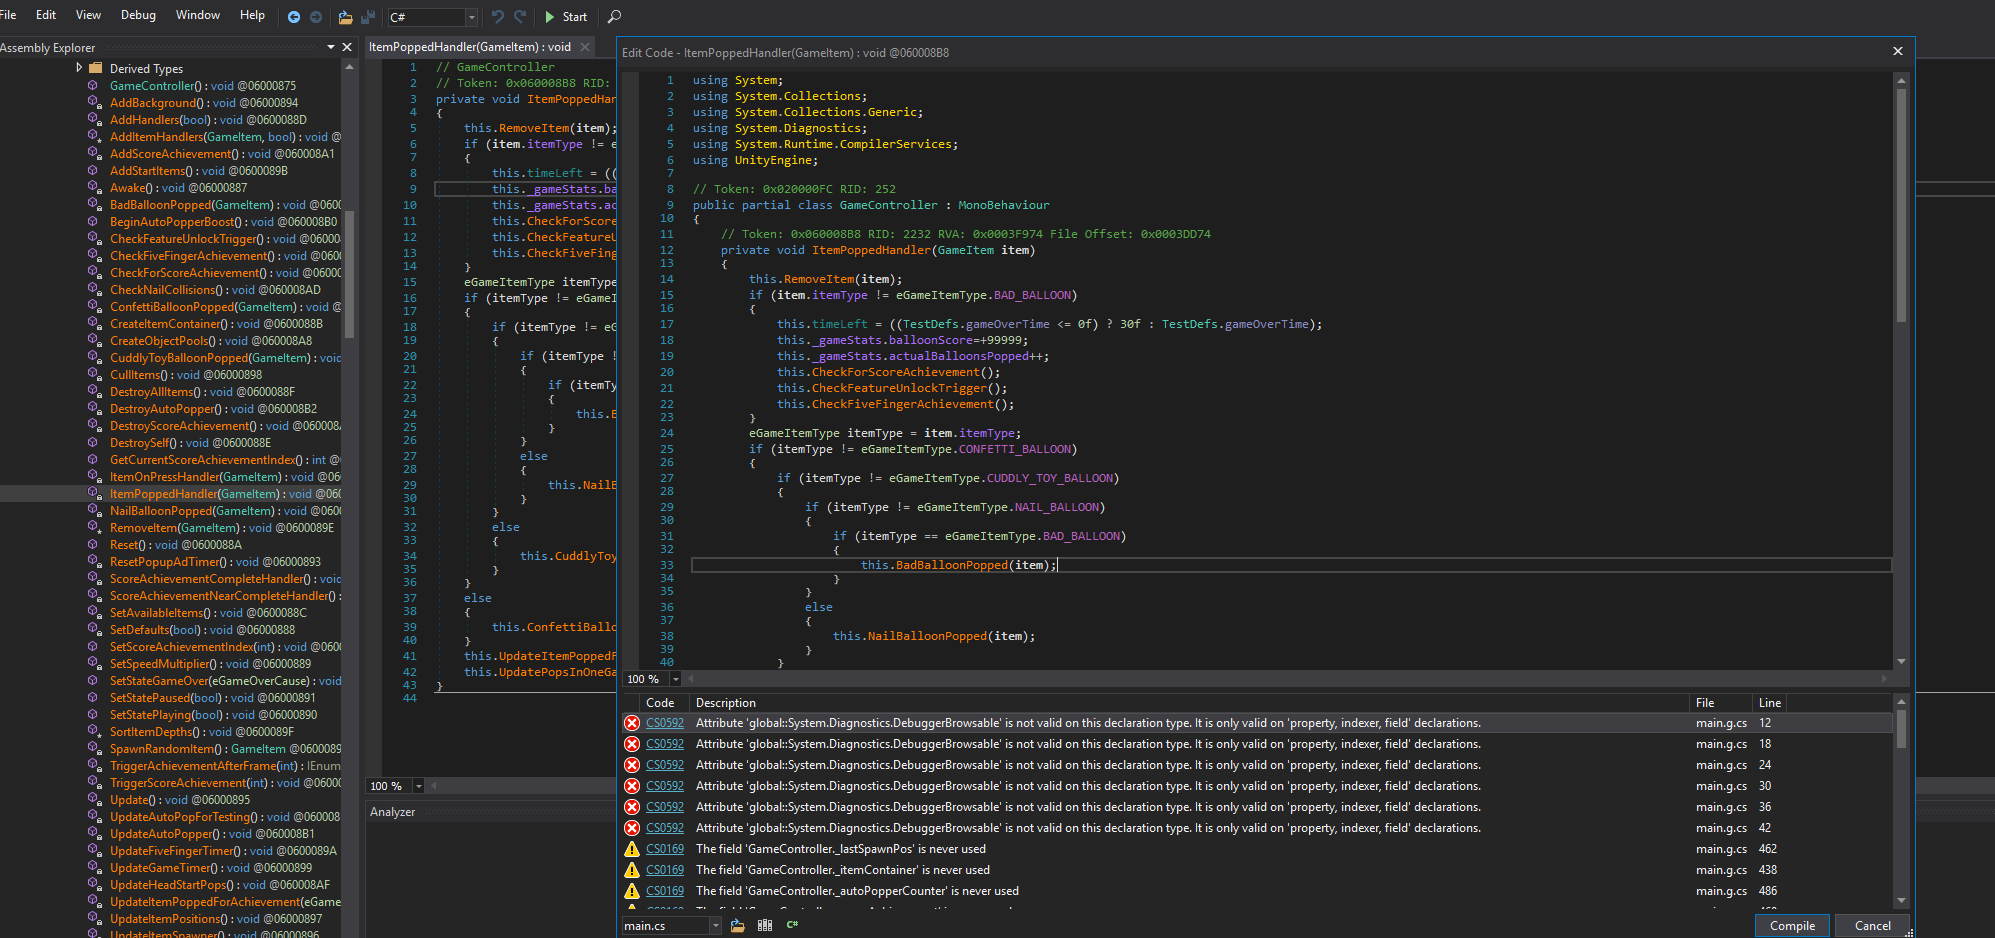 File Edit View Debug Window Help C# Start
Assembly Explorer
Derived Types
GameController() : void @06000875
AddBackground() : void @06000894
AddHandlers(bool) : void @0600088D
AddItemHandlers(GameItem, bool) : void @
AddScoreAchievement() : void @060008A1
AddStartItems() : void @0600089B
Awake() : void @06000887
BadBalloonPopped(GameItem) : void @0600
BeginAutoPopperBoost() : void @060008B0
CheckFeatureUnlockTrigger() : void @0600
CheckFiveFingerAchievement() : void @0600
CheckForScoreAchievement() : void @0600
CheckNailCollisions() : void @060008AD
ConfettiBalloonPopped(GameItem) : void @
CreateItemContainer() : void @0600088B
CreateObjectPools() : void @060008A8
CuddlyToyBalloonPopped(GameItem) : void
CullItems() : void @06000898
DestroyAllItems() : void @0600088F
DestroyAutoPopper() : void @060008B2
DestroyScoreAchievement() : void @060008
DestroySelf() : void @0600088E
GetCurrentScoreAchievementIndex() : int @0
ItemOnPressHandler(GameItem) : void @06
ItemPoppedHandler(GameItem) : void @060
NailBalloonPopped(GameItem) : void @060
RemoveItem(GameItem) : void @0600089E
Reset() : void @0600088A
ResetPopupAdTimer() : void @06000893
ScoreAchievementCompleteHandler() : void
ScoreAchievementNearCompleteHandler() :
SetAvailableItems() : void @0600088C
SetDefaults(bool) : void @06000888
SetScoreAchievementIndex(int) : void @0600
SetSpeedMultiplier() : void @06000889
SetStateGameOver(eGameOverCause) : void
SetStatePaused(bool) : void @06000891
SetStatePlaying(bool) : void @06000890
SortItemDepths() : void @0600089F
SpawnRandomItem() : GameItem @0600089
TriggerAchievementAfterFrame(int) : IEnum
TriggerScoreAchievement(int) : void @0600
Update() : void @06000895
UpdateAutoPopForTesting() : void @060008
UpdateAutoPopper() : void @060008B1
UpdateFiveFingerTimer() : void @0600089A
UpdateGameTimer() : void @06000899
UpdateHeadStartPops() : void @060008AF
UpdateItemPoppedForAchievement(eGame
UpdateItemPositions() : void @06000897
UpdateItemSpawner() : void @06000896
ItemPoppedHandler(GameItem) : void
1 // GameController
2 // Token: 0x060008B8 RID:
3 private void ItemPoppedHan
4 {
5 this.RemoveItem(item);
6 if (item.itemType != e
7 {
8 this.timeLeft = ((
9 this._gameStats.ba
10 this._gameStats.ac
11 this.CheckForScore
12 this.CheckFeatureU
13 this.CheckFiveFing
14 }
15 eGameItemType itemType
16 if (itemType != eGameI
17 {
18 if (itemType != eG
19 {
20 if (itemType !
21 {
22 if (itemTy
23 {
24 this.B
25 }
26 }
27 else
28 {
29 this.NailB
30 }
31 }
32 else
33 {
34 this.CuddlyToy
35 }
36 }
37 else
38 {
39 this.ConfettiBallo
40 }
41 this.UpdateItemPoppedF
42 this.UpdatePopsInOneGa
43 }
44
100 %
Analyzer
Edit Code - ItemPoppedHandler(GameItem) : void @060008B8
1 using System;
2 using System.Collections;
3 using System.Collections.Generic;
4 using System.Diagnostics;
5 using System.Runtime.CompilerServices;
6 using UnityEngine;
7
8 // Token: 0x020000FC RID: 252
9 public partial class GameController : MonoBehaviour
10 {
11 // Token: 0x060008B8 RID: 2232 RVA: 0x0003F974 File Offset: 0x0003DD74
12 private void ItemPoppedHandler(GameItem item)
13 {
14 this.RemoveItem(item);
15 if (item.itemType != eGameItemType.BAD_BALLOON)
16 {
17 this.timeLeft = ((TestDefs.gameOverTime <= 0f) ? 30f : TestDefs.gameOverTime);
18 this._gameStats.balloonScore=+99999;
19 this._gameStats.actualBalloonsPopped++;
20 this.CheckForScoreAchievement();
21 this.CheckFeatureUnlockTrigger();
22 this.CheckFiveFingerAchievement();
23 }
24 eGameItemType itemType = item.itemType;
25 if (itemType != eGameItemType.CONFETTI_BALLOON)
26 {
27 if (itemType != eGameItemType.CUDDLY_TOY_BALLOON)
28 {
29 if (itemType != eGameItemType.NAIL_BALLOON)
30 {
31 if (itemType == eGameItemType.BAD_BALLOON)
32 {
33 this.BadBalloonPopped(item);
34 }
35 }
36 else
37 {
38 this.NailBalloonPopped(item);
39 }
40 }
100 %
Code Description File Line
CS0592 Attribute 'global::System.Diagnostics.DebuggerBrowsable' is not valid on this declaration type. It is only valid on 'property, indexer, field' declarations. main.g.cs 12
CS0592 Attribute 'global::System.Diagnostics.DebuggerBrowsable' is not valid on this declaration type. It is only valid on 'property, indexer, field' declarations. main.g.cs 18
CS0592 Attribute 'global::System.Diagnostics.DebuggerBrowsable' is not valid on this declaration type. It is only valid on 'property, indexer, field' declarations. main.g.cs 24
CS0592 Attribute 'global::System.Diagnostics.DebuggerBrowsable' is not valid on this declaration type. It is only valid on 'property, indexer, field' declarations. main.g.cs 30
CS0592 Attribute 'global::System.Diagnostics.DebuggerBrowsable' is not valid on this declaration type. It is only valid on 'property, indexer, field' declarations. main.g.cs 36
CS0592 Attribute 'global::System.Diagnostics.DebuggerBrowsable' is not valid on this declaration type. It is only valid on 'property, indexer, field' declarations. main.g.cs 42
CS0169 The field 'GameController._lastSpawnPos' is never used main.g.cs 462
CS0169 The field 'GameController._itemContainer' is never used main.g.cs 438
CS0169 The field 'GameController._autoPopperCounter' is never used main.g.cs 486
main.cs C# Compile Cancel